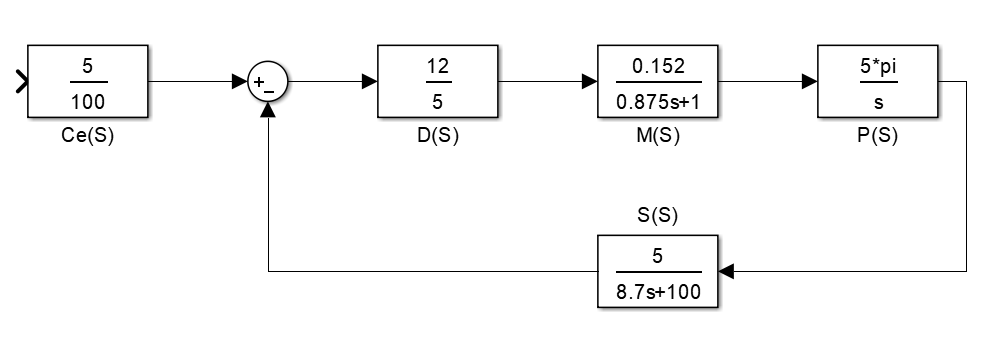 5
100
Ce(S)
+
−
12
5
D(S)
0.152
0.875s+1
M(S)
5*pi
s
P(S)
S(S)
5
8.7s+100